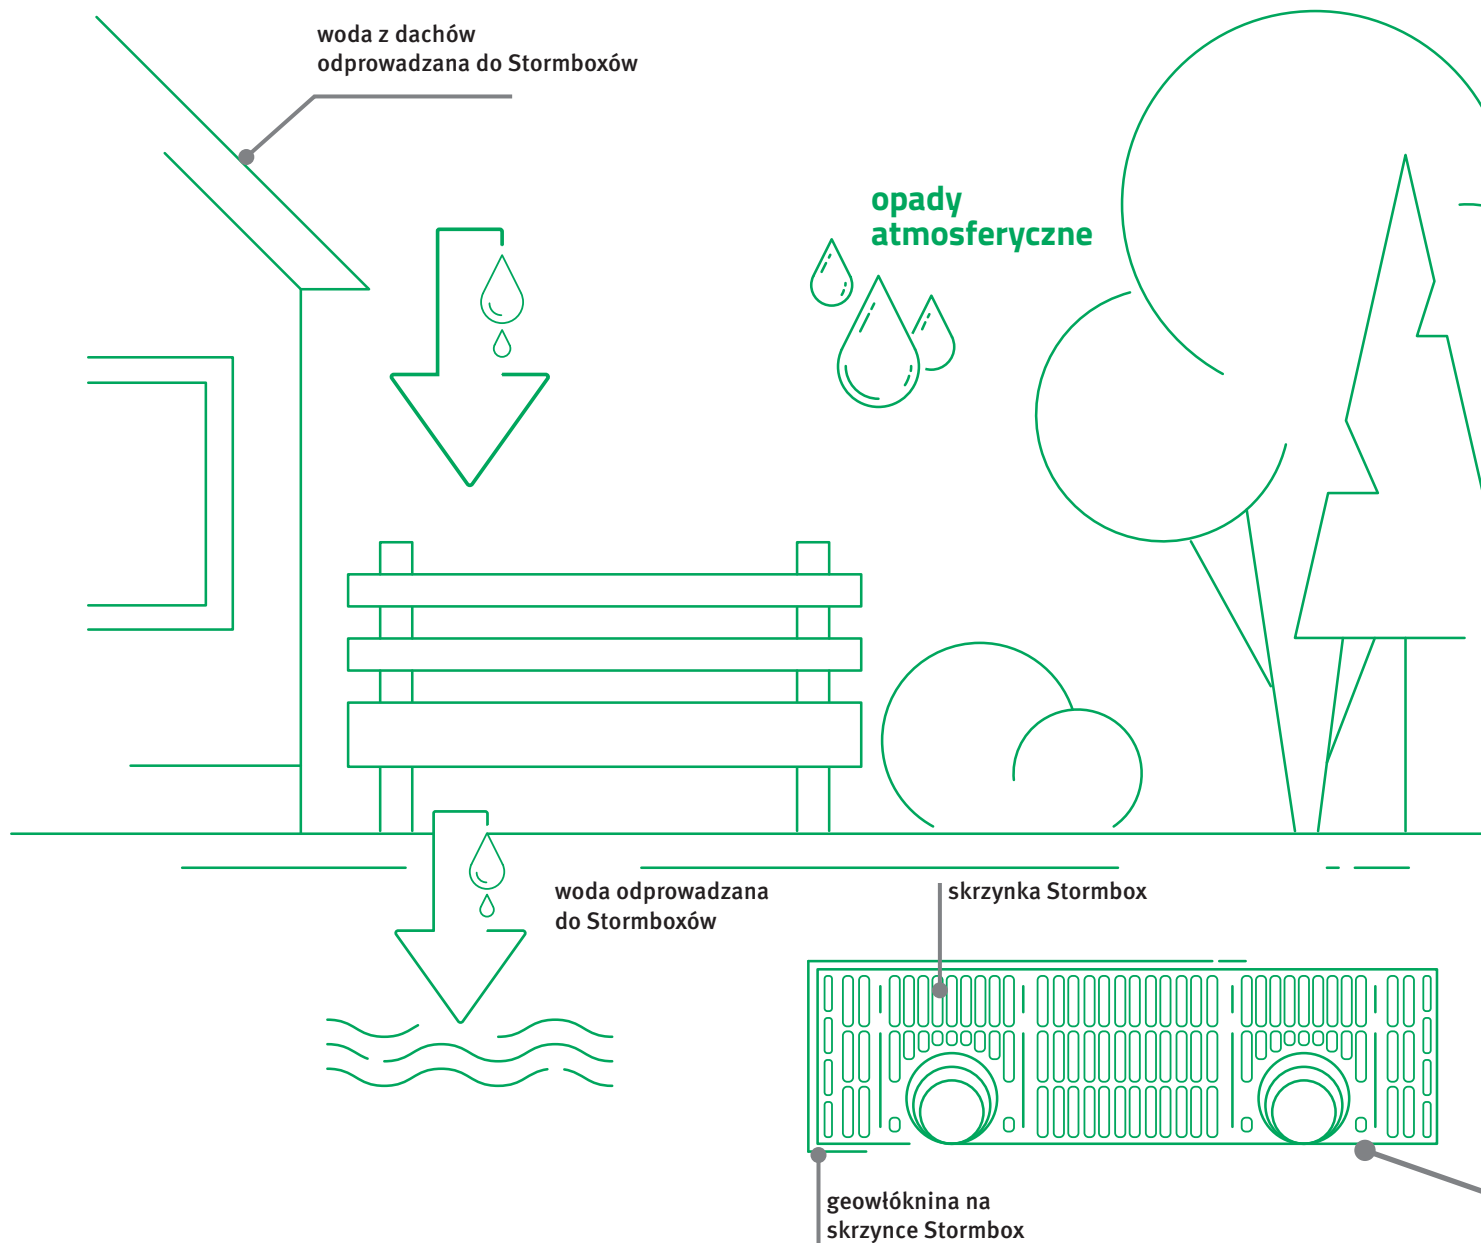 woda z dachów
odprowadzana do Stormboxów
opady
atmosferyczne
woda odprowadzana
do Stormboxów
skrzynka Stormbox
geowłóknina na
skrzynce Stormbox